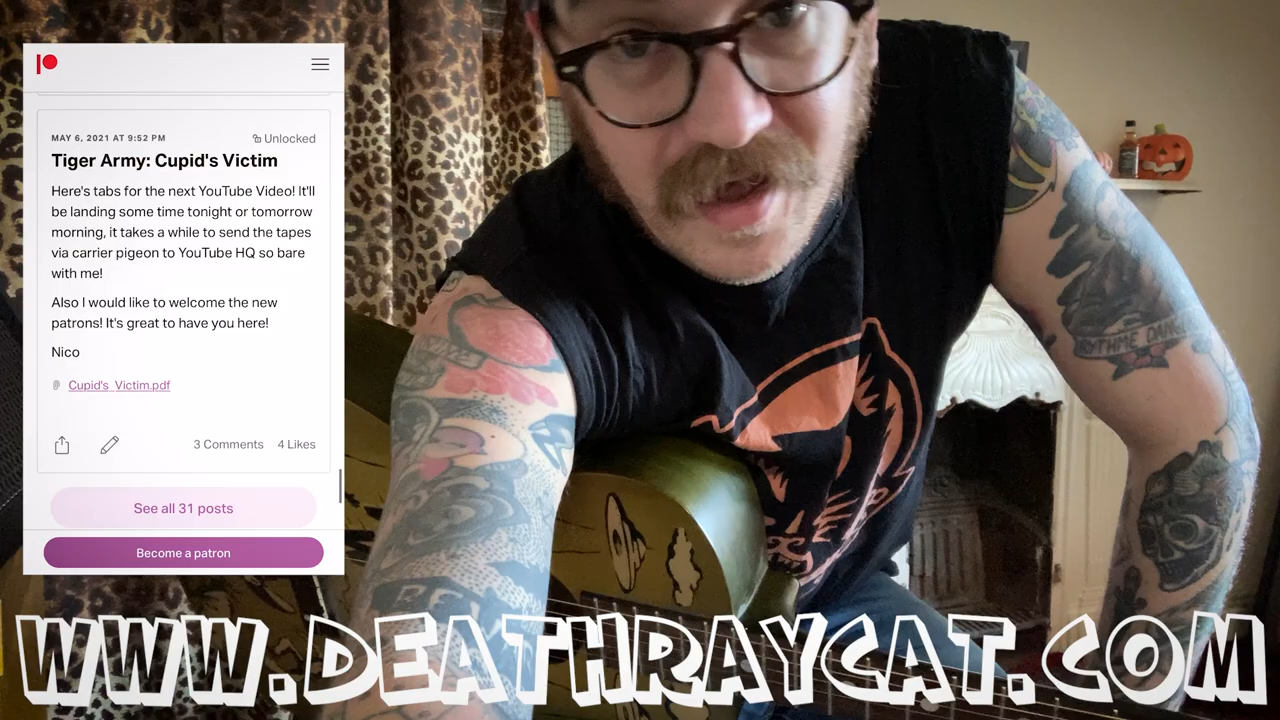 MAY 6, 2021 AT 9:52 PM
Unlocked
Tiger Army: Cupid's Victim
Here's tabs for the next YouTube Video! It'll
be landing some time tonight or tomorrow
morning, it takes a while to send the tapes
via carrier pigeon to YouTube HQ so bare
with me!
Also I would like to welcome the new
patrons! It's great to have you here!
Nico
Cupid's_Victim.pdf
3 Comments 4 Likes
See all 31 posts
Become a patron
WWW.DEATHRAYCAT.COM